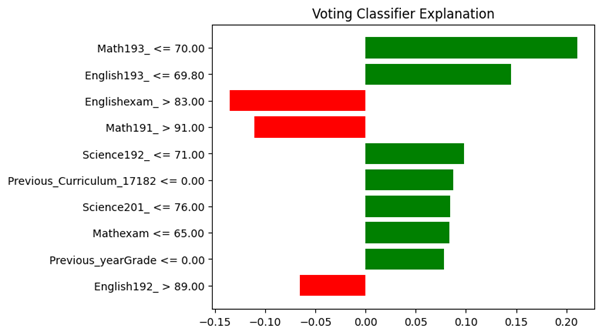 Voting Classifier Explanation
Math193_ <= 70.00
English193_ <= 69.80
Englishexam_ > 83.00
Math191_ > 91.00
Science192_ <= 71.00
Previous_Curriculum_17182 <= 0.00
Science201_ <= 76.00
Mathexam <= 65.00
Previous_yearGrade <= 0.00
English192_ > 89.00
−0.15 −0.10 −0.05 0.00 0.05 0.10 0.15 0.20